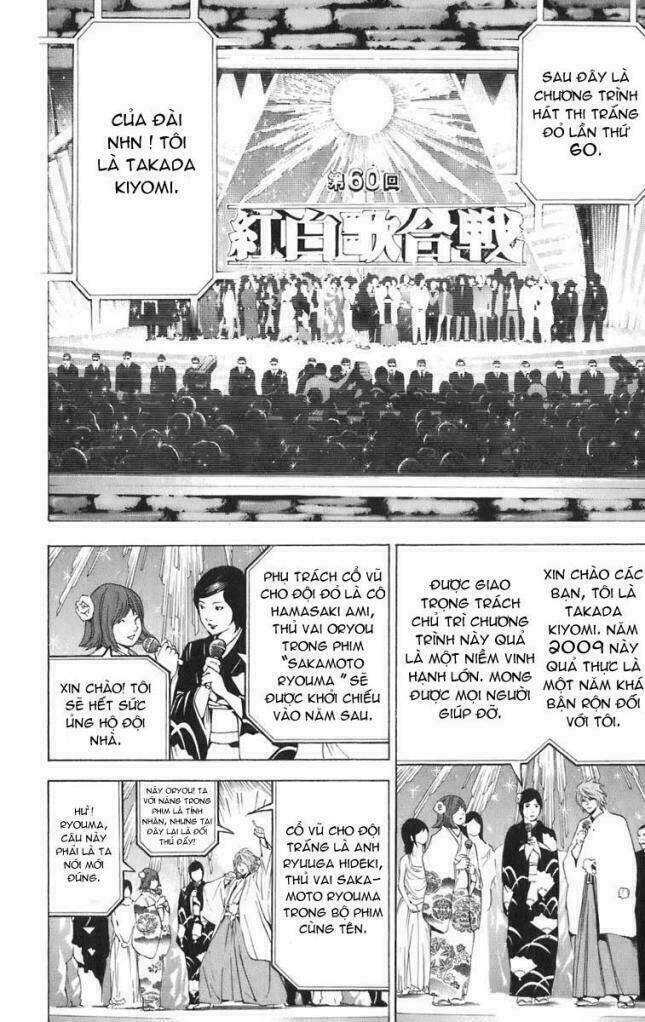 SAU ĐÂY LÀ
CHƯƠNG TRÌNH
HÁT THI TRẮNG
ĐỎ LẦN THỨ
60.
CỦA ĐÀI
NHN ! TÔI
LÀ TAKADA
KIYOMI.
第60回
紅白歌合戦
XIN CHÀO CÁC
BẠN, TÔI LÀ
TAKADA
KIYOMI. NĂM
2009 NÀY
QUẢ THỰC LÀ
MỘT NĂM KHÁ
BẬN RỘN ĐỐI
VỚI TÔI.
ĐƯỢC GIAO
TRỌNG TRÁCH
CHỦ TRÌ CHƯƠNG
TRÌNH NÀY QUẢ
LÀ MỘT NIỀM VINH
HẠNH LỚN. MONG
ĐƯỢC MỌI NGƯỜI
GIÚP ĐỠ.
PHỤ TRÁCH CỔ VŨ
CHO ĐỘI ĐỎ LÀ CÔ
HAMASAKI AMI,
THỦ VAI ORYOU
TRONG PHIM
"SAKAMOTO
RYOUMA " SẼ
ĐƯỢC KHỞI CHIẾU
VÀO NĂM SAU.
XIN CHÀO! TÔI
SẼ HẾT SỨC
ỦNG HỘ ĐỘI
NHÀ.
CỔ VŨ CHO ĐỘI
TRẮNG LÀ ANH
RYUUGA HIDEKI,
THỦ VAI SAKA-
MOTO RYOUMA
TRONG BỘ PHIM
CÙNG TÊN.
NÀY ORYOU! TA
VỚI NÀNG TRONG
PHIM LÀ TÌNH
NHÂN, NHƯNG TẠI
ĐÂY LẠI LÀ ĐỐI
THỦ ĐẤY!
HỪ!
RYOUMA,
CÂU NÀY
PHẢI LÀ TA
NÓI MỚI
ĐÚNG.